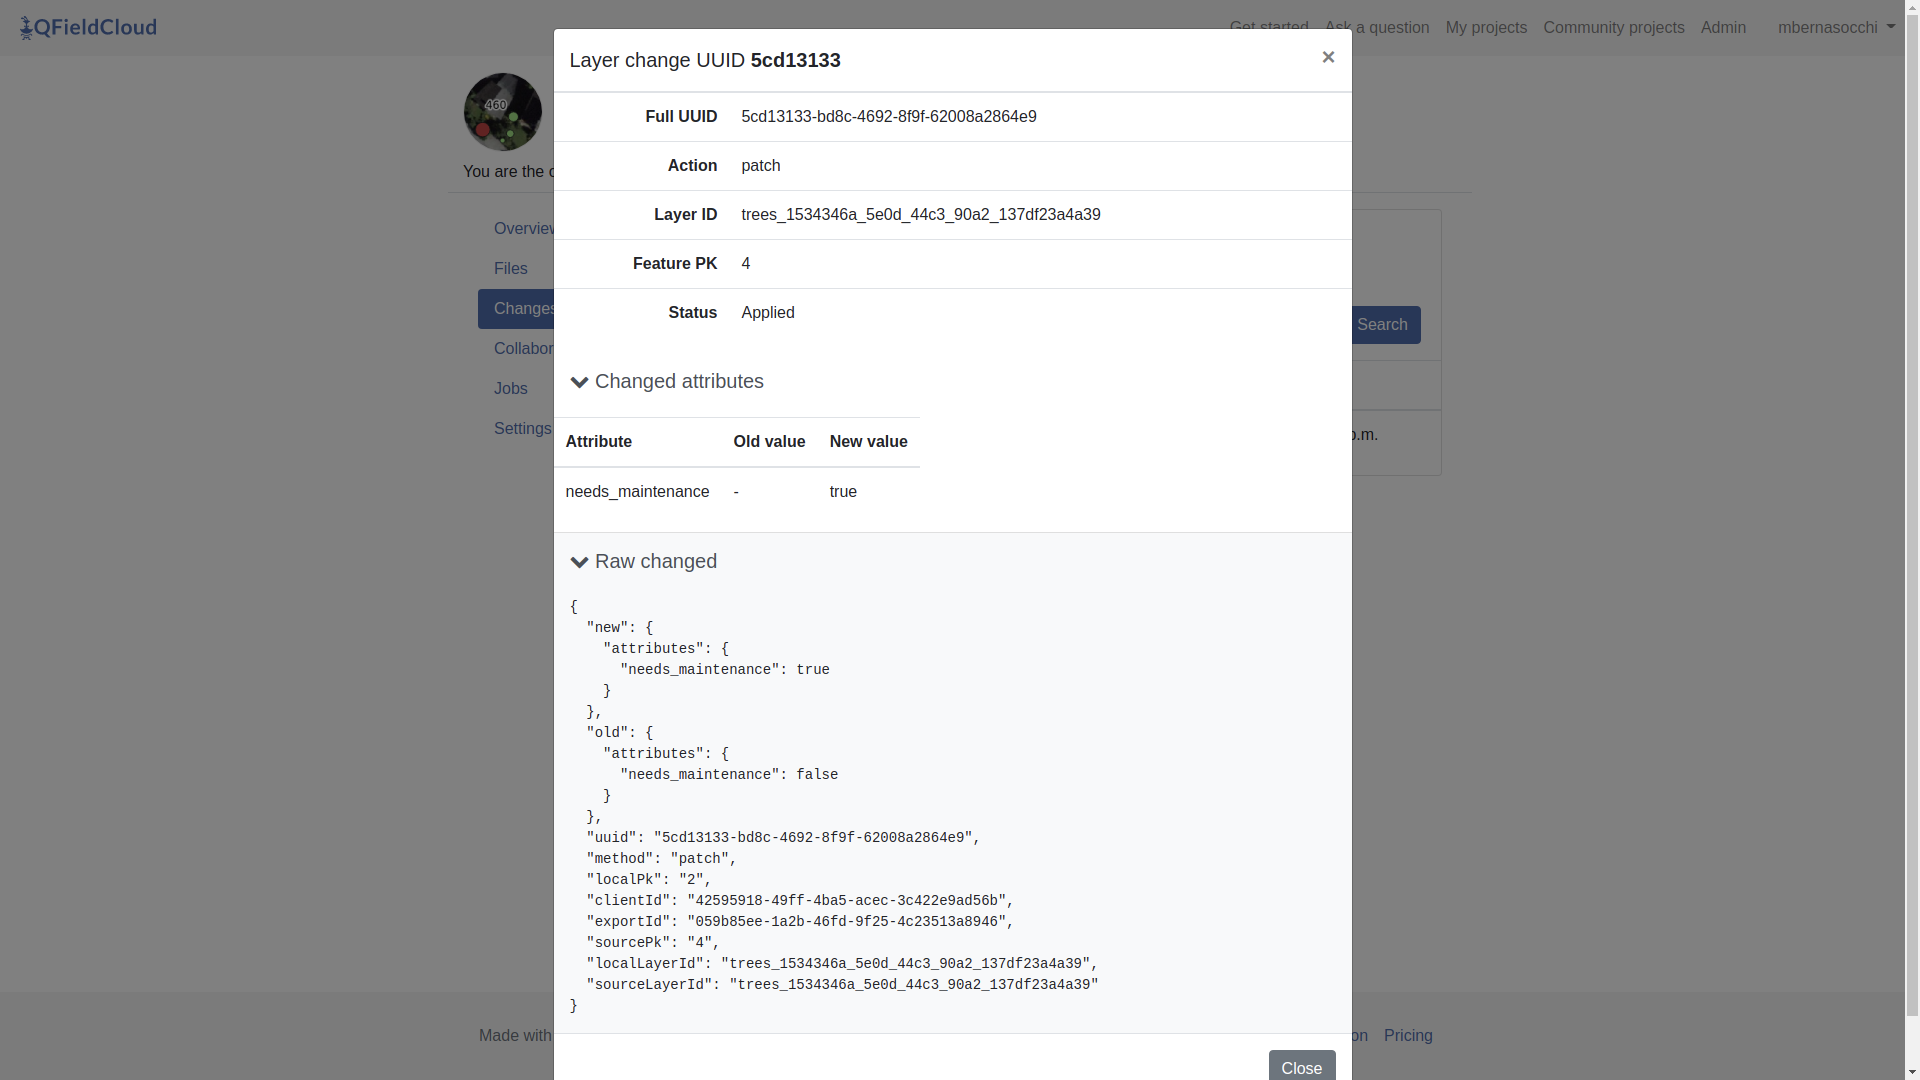 QFieldCloud
Get started Ask a question My projects Community projects Admin mbernasocchi
Layer change UUID 5cd13133 ×
460
Full UUID 5cd13133-bd8c-4692-8f9f-62008a2864e9
Action patch
You are the
Layer ID trees_1534346a_5e0d_44c3_90a2_137df23a4a39
Overview
Feature PK 4
Files
Changes
Status Applied
Search
Collabor
Changed attributes
Jobs
Settings
Attribute Old value New value
p.m.
needs_maintenance - true
Raw changed
{
  "new": {
    "attributes": {
      "needs_maintenance": true
    }
  },
  "old": {
    "attributes": {
      "needs_maintenance": false
    }
  },
  "uuid": "5cd13133-bd8c-4692-8f9f-62008a2864e9",
  "method": "patch",
  "localPk": "2",
  "clientId": "42595918-49ff-4ba5-acec-3c422e9ad56b",
  "exportId": "059b85ee-1a2b-46fd-9f25-4c23513a8946",
  "sourcePk": "4",
  "localLayerId": "trees_1534346a_5e0d_44c3_90a2_137df23a4a39",
  "sourceLayerId": "trees_1534346a_5e0d_44c3_90a2_137df23a4a39"
}
Made with on Pricing
Close